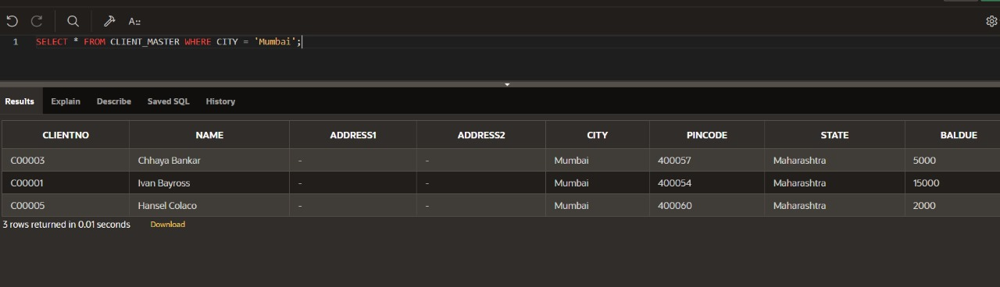 A::
1 SELECT * FROM CLIENT_MASTER WHERE CITY = 'Mumbai';
Results Explain Describe Saved SQL History
CLIENTNO NAME ADDRESS1 ADDRESS2 CITY PINCODE STATE BALDUE
C00003 Chhaya Bankar - - Mumbai 400057 Maharashtra 5000
C00001 Ivan Bayross - - Mumbai 400054 Maharashtra 15000
C00005 Hansel Colaco - - Mumbai 400060 Maharashtra 2000
3 rows returned in 0.01 seconds Download